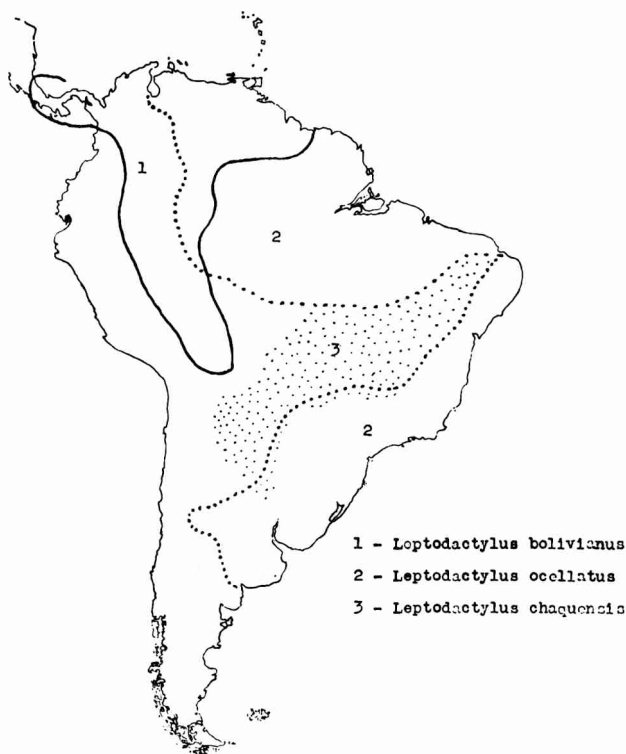 1
2
3
2
1 - Leptodactylus bolivianus
2 - Leptodactylus ocellatus
3 - Leptodactylus chaquensis